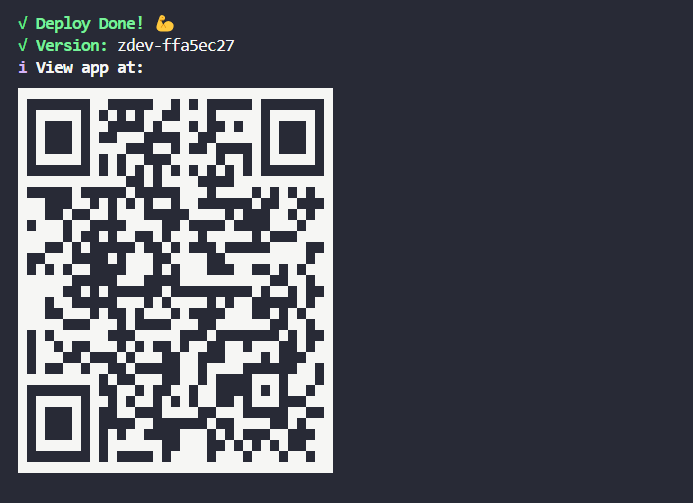 √ Deploy Done! 💪
√ Version: zdev-ffa5ec27
i View app at: